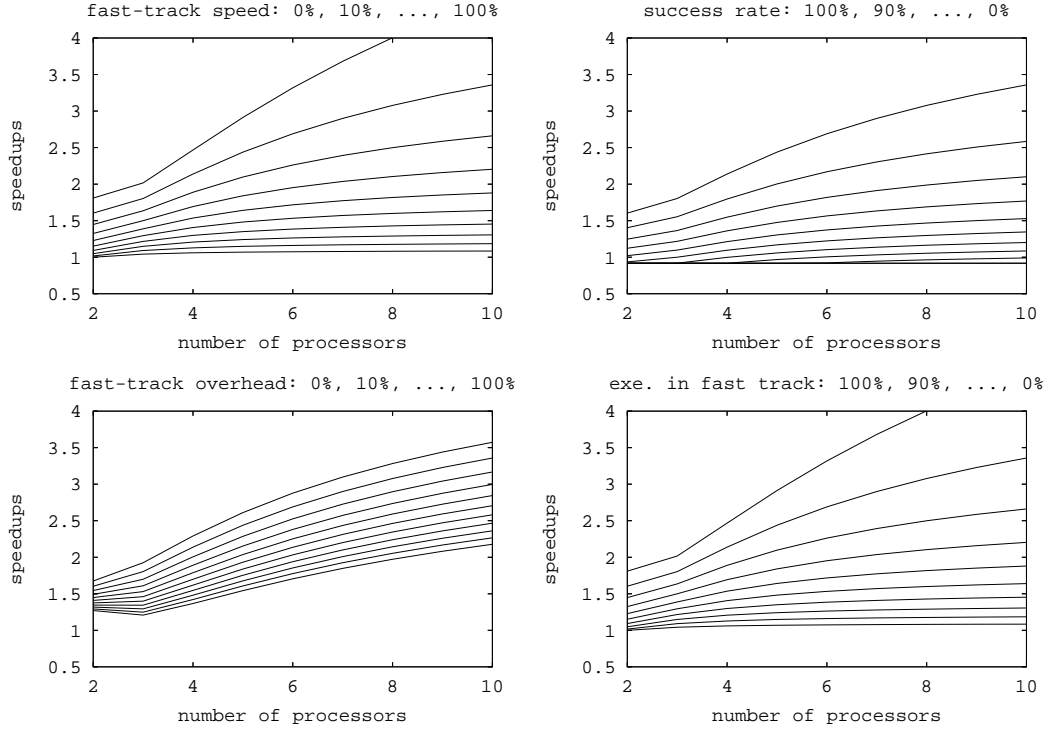 fast-track speed: 0%, 10%, ..., 100%
4
3.5
3
2.5
2
1.5
1
0.5
speedups
2 4 6 8 10
number of processors
success rate: 100%, 90%, ..., 0%
4
3.5
3
2.5
2
1.5
1
0.5
speedups
2 4 6 8 10
number of processors
fast-track overhead: 0%, 10%, ..., 100%
4
3.5
3
2.5
2
1.5
1
0.5
speedups
2 4 6 8 10
number of processors
exe. in fast track: 100%, 90%, ..., 0%
4
3.5
3
2.5
2
1.5
1
0.5
speedups
2 4 6 8 10
number of processors